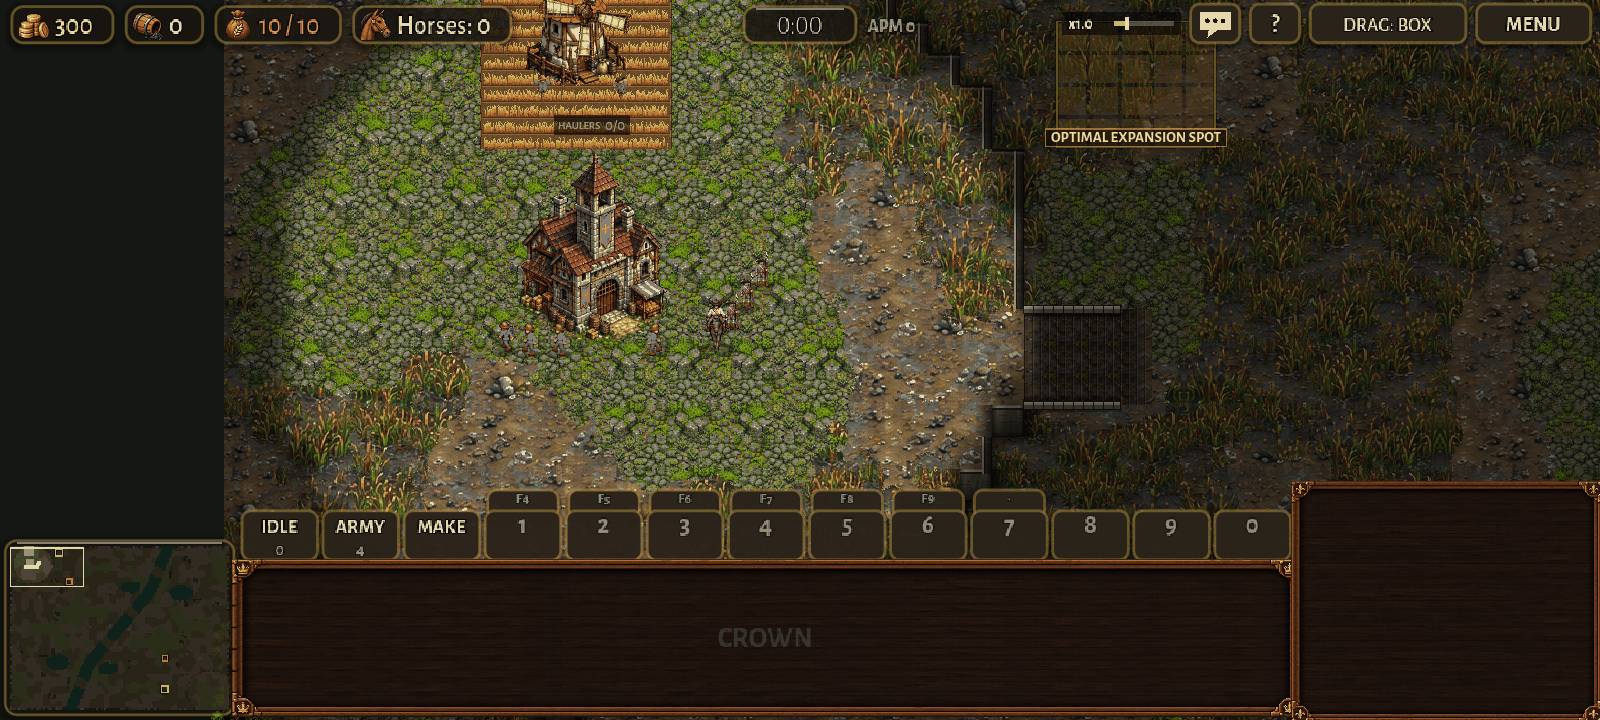 300
0
10/10
Horses: 0
0:00
APM 0
X1.0
?
DRAG: BOX
MENU
HAULERS 0/0
OPTIMAL EXPANSION SPOT
F4
F5
F6
F7
F8
F9
IDLE
0
ARMY
4
MAKE
1
2
3
4
5
6
7
8
9
0
CROWN